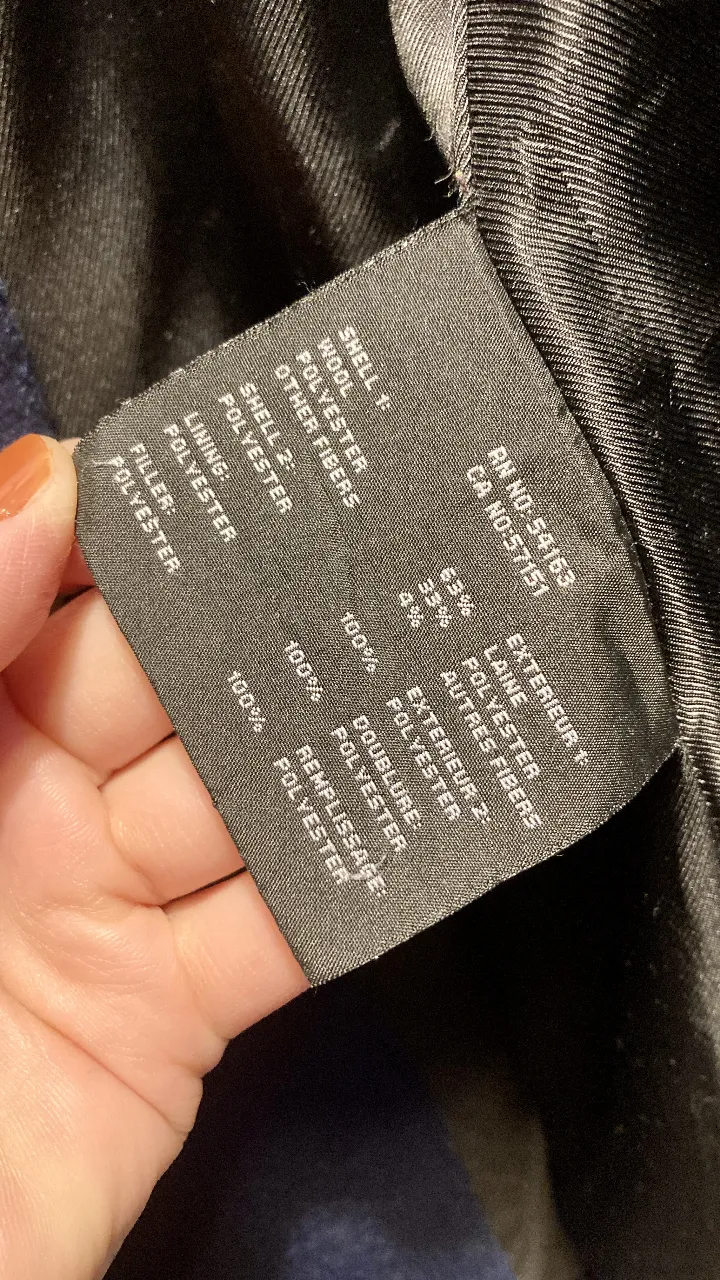 RN NO:54163
CA NO:57151
SHELL 1: EXTERIEUR 1:
WOOL 63% LAINE
POLYESTER 33% POLYESTER
OTHER FIBERS 4% AUTRES FIBERS
SHELL 2: EXTERIEUR 2:
POLYESTER 100% POLYESTER
LINING: DOUBLURE:
POLYESTER 100% POLYESTER
FILLER: REMPLISSAGE:
POLYESTER 100% POLYESTER